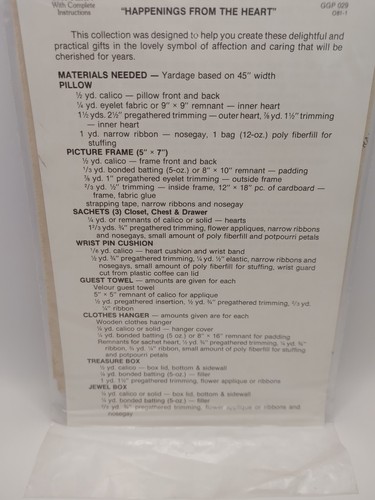 With Complete
Instructions
"HAPPENINGS FROM THE HEART"
GGP 029
O81-1
This collection was designed to help you create these delightful and
practical gifts in the lovely symbol of affection and caring that will be
cherished for years.
MATERIALS NEEDED — Yardage based on 45" width
PILLOW
½ yd. calico — pillow front and back
¼ yd. eyelet fabric or 9" × 9" remnant — inner heart
1½ yds. 2½" pregathered trimming — outer heart, ⅞ yd. 1½" trimming
— inner heart
1 yd. narrow ribbon — nosegay, 1 bag (12-oz.) poly fiberfill for
stuffing
PICTURE FRAME (5" × 7")
½ yd. calico — frame front and back
1/3 yd. bonded batting (5-oz.) or 8" × 10" remnant — padding
⅞ yd. 1" pregathered eyelet trimming — outside frame
2/3 yd. ½" trimming — inside frame, 12" × 18" pc. of cardboard —
frame, fabric glue
strapping tape, narrow ribbons and nosegay
SACHETS (3) Closet, Chest & Drawer
¼ yd. or remnants of calico or solid — hearts
1 2/3 yds. ¾" pregathered trimming, flower appliques, narrow ribbons
and nosegays, small amount of poly fiberfill and potpourri petals
WRIST PIN CUSHION
⅛ yd. calico — heart cushion and wrist band
½ yd. ¾" pregathered trimming, ¼ yd. ½" elastic, narrow ribbons and
nosegays, small amount of poly fiberfill for stuffing, wrist guard
cut from plastic coffee can lid
GUEST TOWEL — amounts are given for each
Velour guest towel
5" × 5" remnant of calico for applique
½ yd. pregathered insertion, ½ yd. ¾" pregathered trimming, 2/3 yd.
ribbon
CLOTHES HANGER — amounts given for each
Wooden clothes hanger
¼ yd. calico or solid — hanger cover
¼ yd. bonded batting (5 oz.) or 8" × 16" remnant for padding
Remnants for sachet heart, pregathered trimming,
ribbon, ribbon, small amount of poly fiberfill for stuffing
and potpourri petals
TREASURE BOX
yd. calico — box lid, bottom & sidewall
yd. bonded batting (5-oz.) — filler
yd. 1½" pregathered trimming, flower applique or ribbons
JEWEL BOX
yd. calico or solid — box lid, bottom & sidewall
yd. bonded batting (5-oz.) — filler
pregathered trimming, flower applique or ribbons and
nosegay